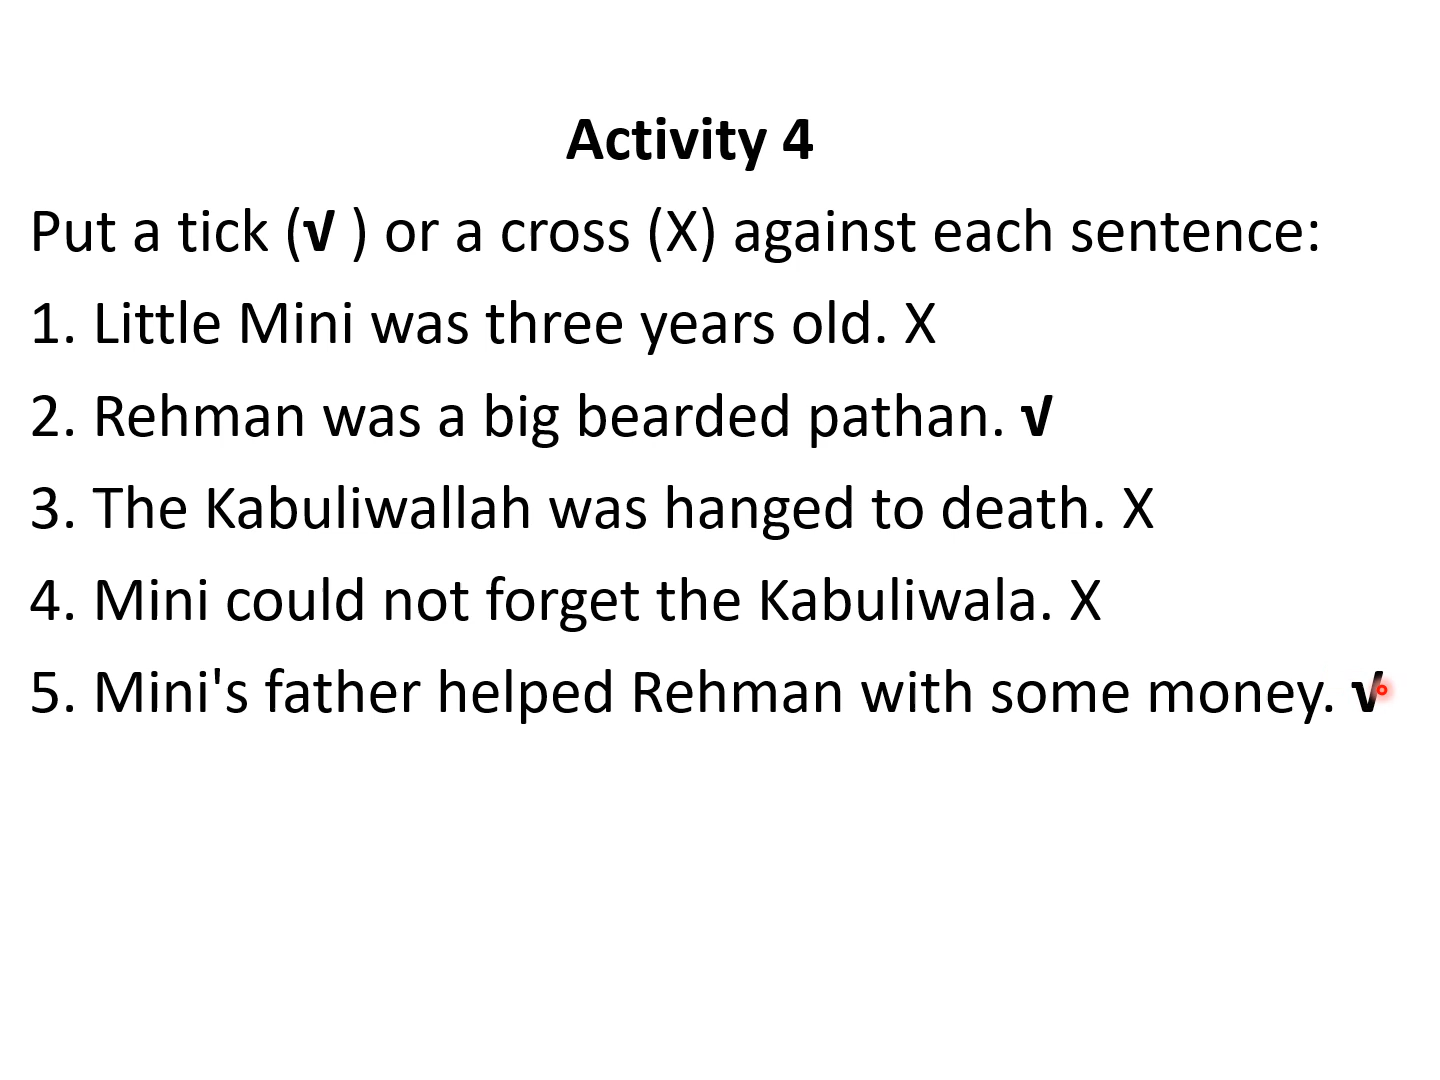 Activity 4
Put a tick (√ ) or a cross (X) against each sentence:
1. Little Mini was three years old. X
2. Rehman was a big bearded pathan. √
3. The Kabuliwallah was hanged to death. X
4. Mini could not forget the Kabuliwala. X
5. Mini's father helped Rehman with some money. √